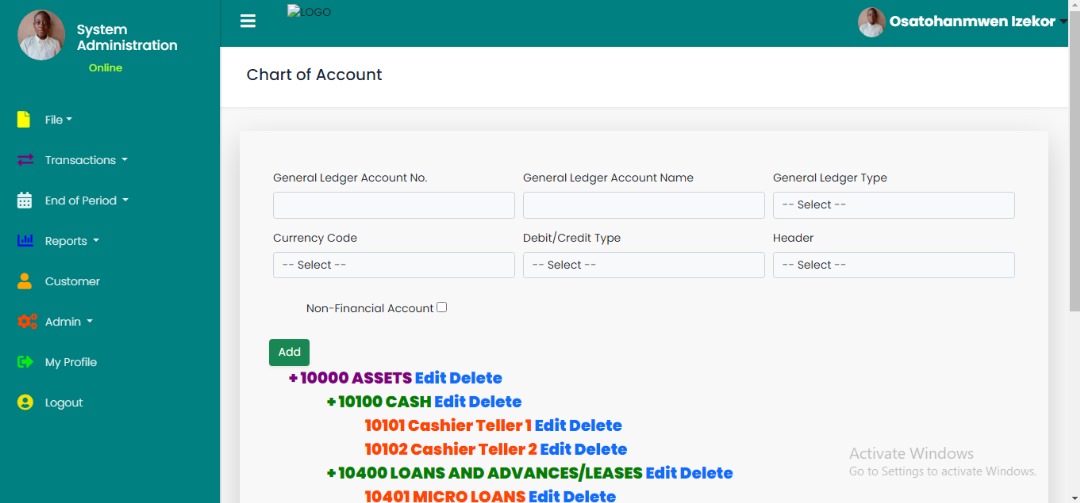 System
Administration
Online
File
Transactions
End of Period
Reports
Customer
Admin
My Profile
Logout
LOGO
Osatohanmwen Izekor
Chart of Account
General Ledger Account No. General Ledger Account Name General Ledger Type
-- Select --
Currency Code Debit/Credit Type Header
-- Select -- -- Select -- -- Select --
Non-Financial Account
Add
+ 10000 ASSETS Edit Delete
+ 10100 CASH Edit Delete
10101 Cashier Teller 1 Edit Delete
10102 Cashier Teller 2 Edit Delete
+ 10400 LOANS AND ADVANCES/LEASES Edit Delete
10401 MICRO LOANS Edit Delete
Activate Windows
Go to Settings to activate Windows.